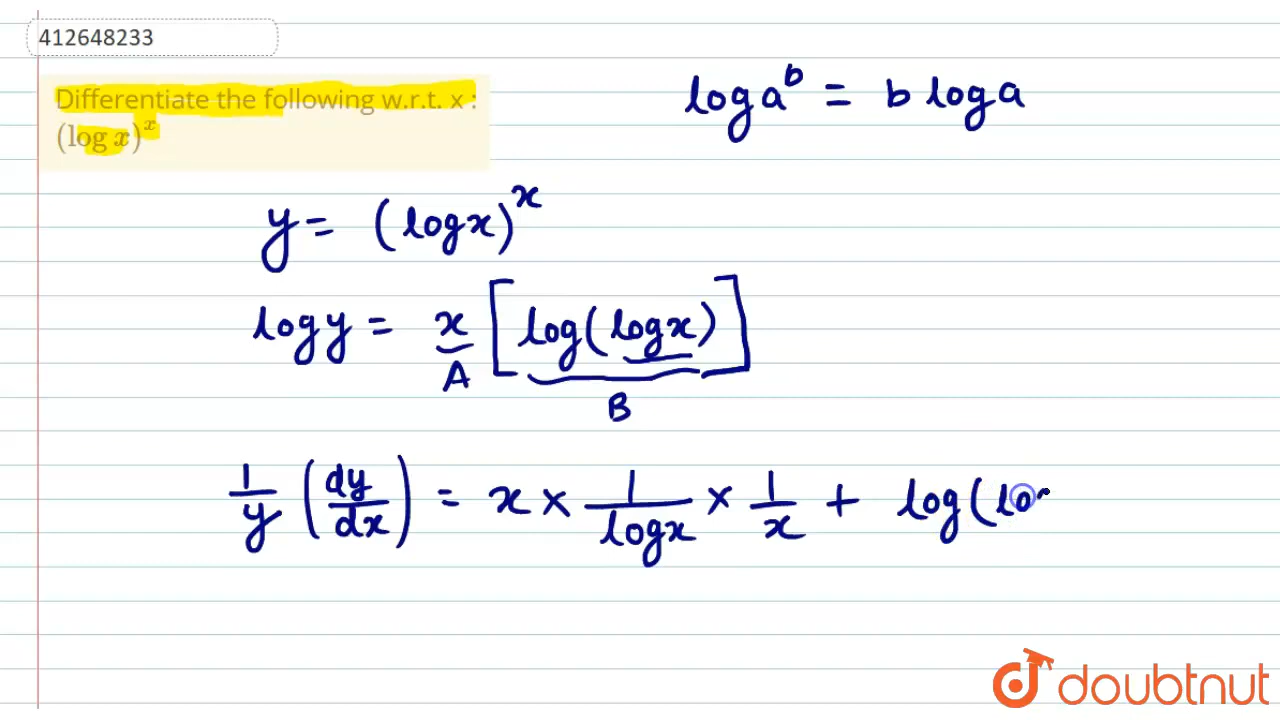 412648233
Differentiate the following w.r.t. x :
(log x)^x
log a^b = b log a
y = (log x)^x
log y = x [log(log x)]
A
B
1/y (dy/dx) = x × 1/log x × 1/x + log(lo
doubtnut